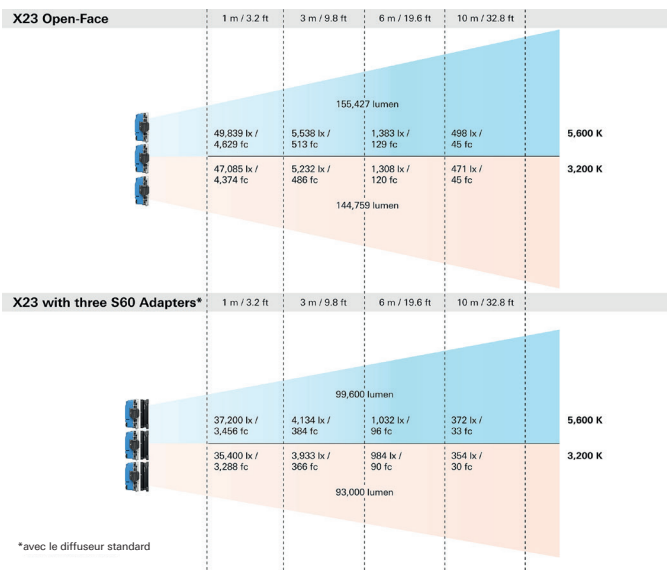 X23 Open-Face 1 m / 3.2 ft 3 m / 9.8 ft 6 m / 19.6 ft 10 m / 32.8 ft
155,427 lumen
49,839 lx / 5,538 lx / 1,383 lx / 498 lx / 5,600 K
4,629 fc 513 fc 129 fc 45 fc
47,085 lx / 5,232 lx / 1,308 lx / 471 lx / 3,200 K
4,374 fc 486 fc 120 fc 45 fc
144,759 lumen
X23 with three S60 Adapters* 1 m / 3.2 ft 3 m / 9.8 ft 6 m / 19.6 ft 10 m / 32.8 ft
99,600 lumen
37,200 lx / 4,134 lx / 1,032 lx / 372 lx / 5,600 K
3,456 fc 384 fc 96 fc 33 fc
35,400 lx / 3,933 lx / 984 lx / 354 lx / 3,200 K
3,288 fc 366 fc 90 fc 30 fc
93,000 lumen
*avec le diffuseur standard